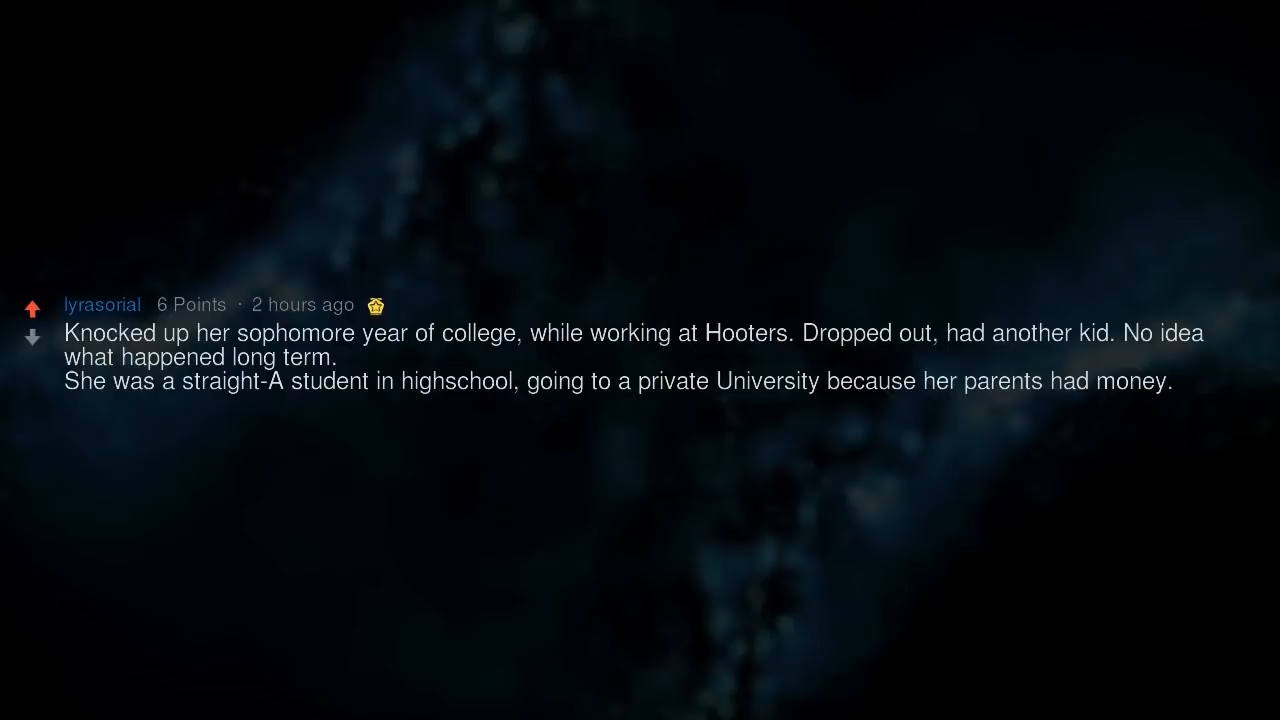 lyrasorial 6 Points · 2 hours ago
Knocked up her sophomore year of college, while working at Hooters. Dropped out, had another kid. No idea
what happened long term.
She was a straight-A student in highschool, going to a private University because her parents had money.